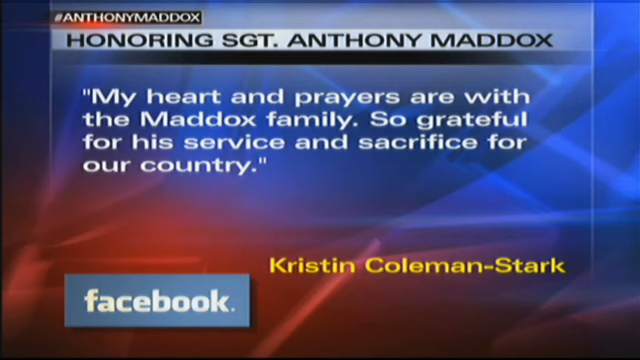 #ANTHONYMADDOX
HONORING SGT. ANTHONY MADDOX
"My heart and prayers are with
the Maddox family. So grateful
for his service and sacrifice for
our country."
Kristin Coleman-Stark
facebook.